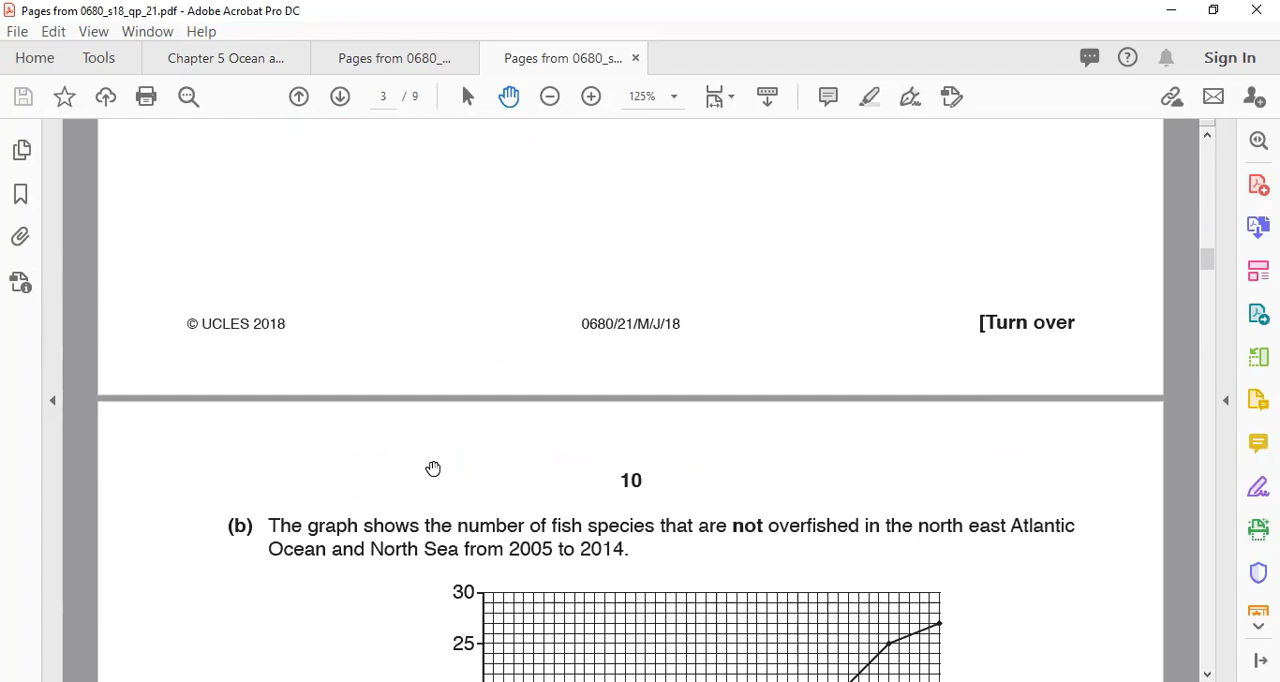 Pages from 0680_s18_qp_21.pdf - Adobe Acrobat Pro DC
File Edit View Window Help
Home Tools Chapter 5 Ocean a... Pages from 0680_... Pages from 0680_s... × Sign In
3 / 9 125%
© UCLES 2018 0680/21/M/J/18 [Turn over
10
(b) The graph shows the number of fish species that are not overfished in the north east Atlantic
Ocean and North Sea from 2005 to 2014.
30
25